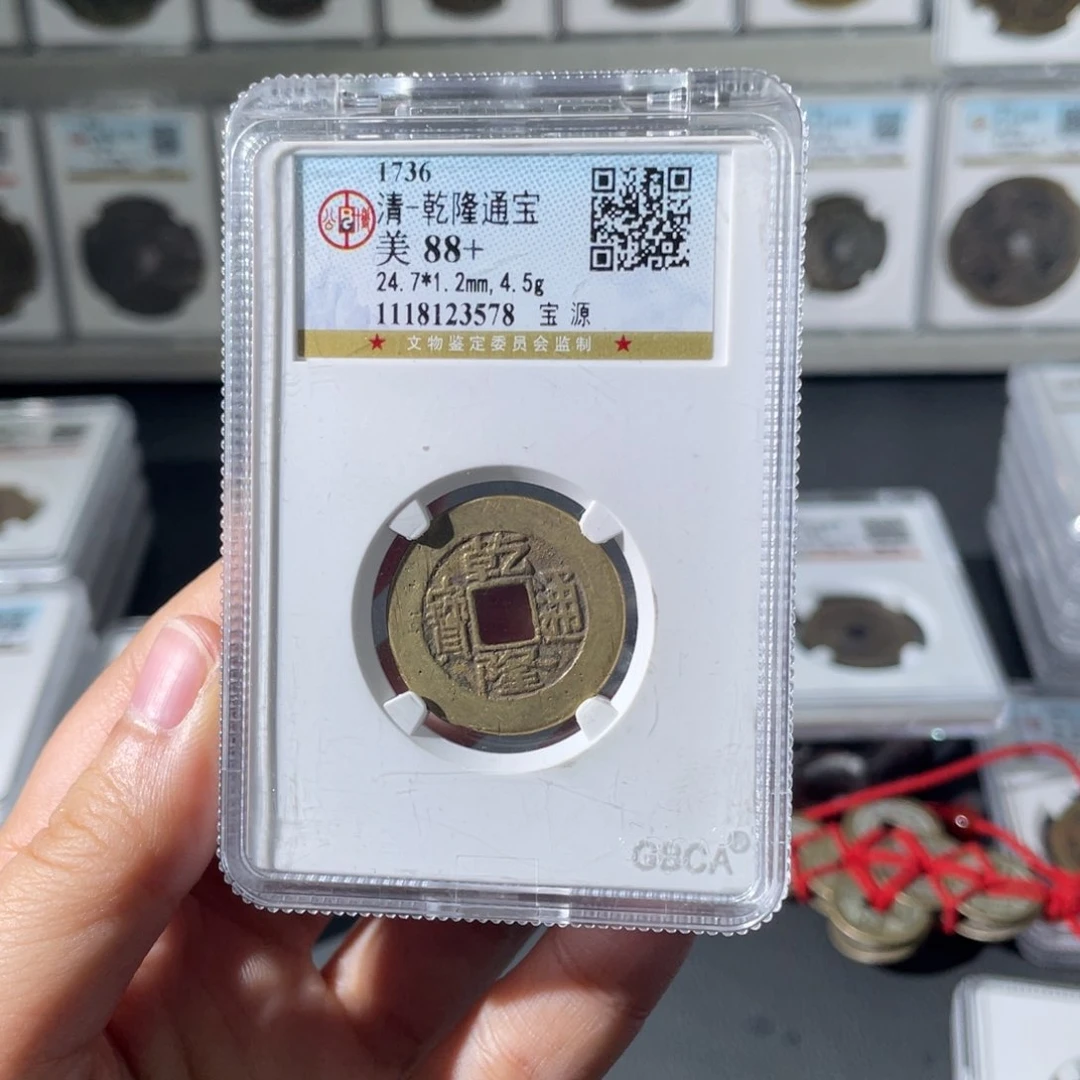 1736
清-乾隆通宝
美 88+
24.7*1.2mm,4.5g
1118123578 宝 源
★ 文物鉴定委员会监制 ★
乾
寶 通
隆
GBCA